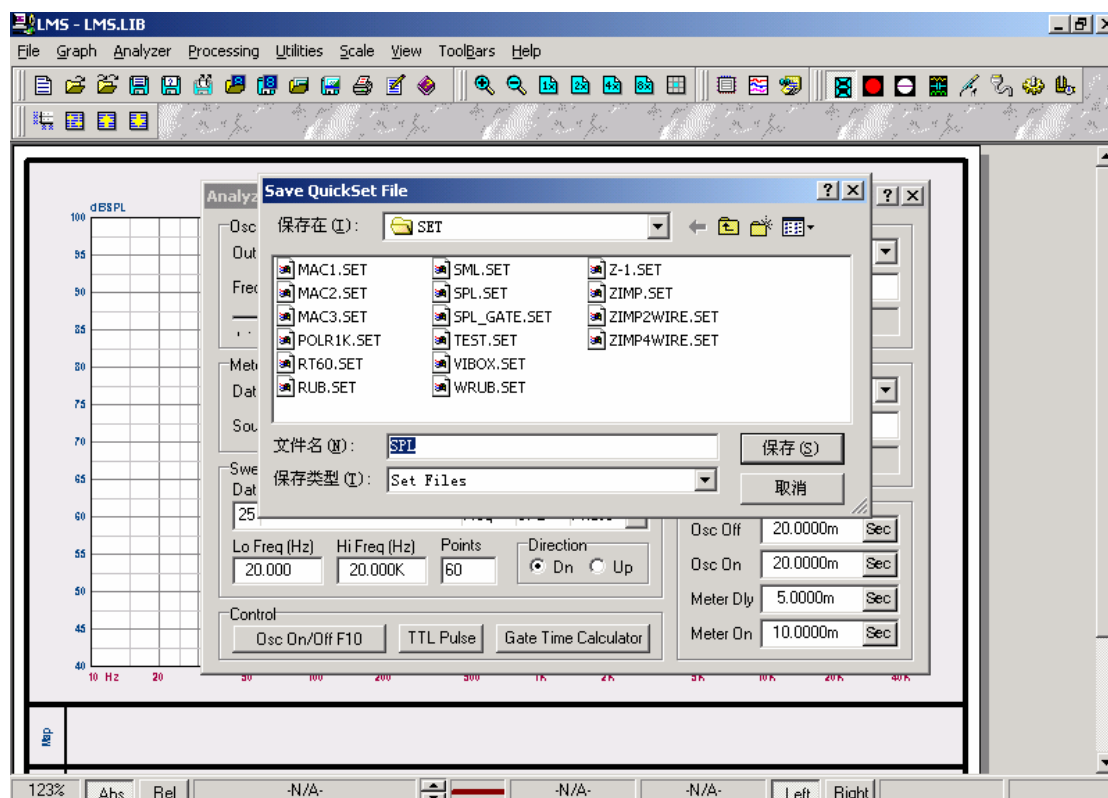 LMS - LMS.LIB
File Graph Analyzer Processing Utilities Scale View ToolBars Help
1x 2x 4x 8x
dBSPL
100
95
90
85
80
75
70
65
60
55
50
45
40
10 Hz 20 50 100 200 500 1K 2K 5K 10K 20K 40K
Map
Analyz
Osc
Out
Freq
Mete
Dat
Sou
Swe
Dat
25
Lo Freq (Hz) Hi Freq (Hz) Points Direction
20.000 20.000K 60 Dn Up
Control
Osc On/Off F10 TTL Pulse Gate Time Calculator
Osc Off 20.0000m Sec
Osc On 20.0000m Sec
Meter Dly 5.0000m Sec
Meter On 10.0000m Sec
Save QuickSet File
保存在(I): SET
MAC1.SET SML.SET Z-1.SET
MAC2.SET SPL.SET ZIMP.SET
MAC3.SET SPL_GATE.SET ZIMP2WIRE.SET
POLR1K.SET TEST.SET ZIMP4WIRE.SET
RT60.SET VIBOX.SET
RUB.SET WRUB.SET
文件名(N): SPL 保存(S)
保存类型(T): Set Files 取消
123% Abs Rel -N/A- -N/A- -N/A- Left Right